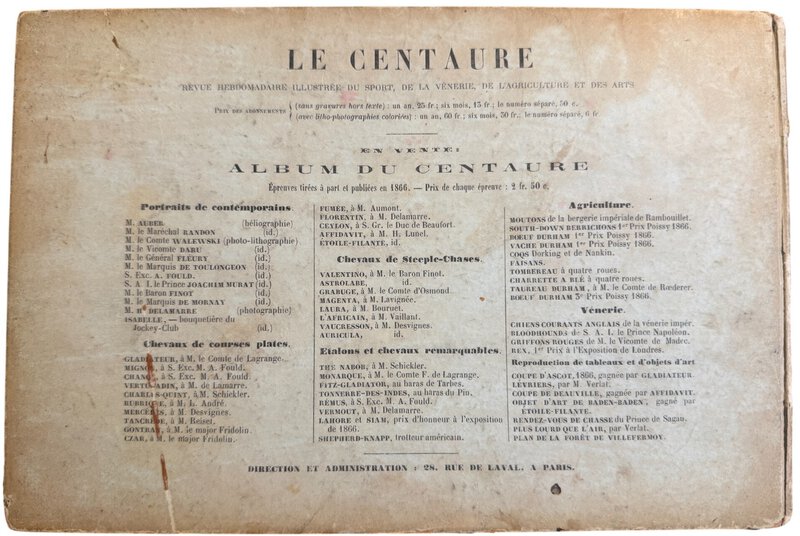 LE CENTAURE
REVUE HEBDOMADAIRE ILLUSTRÉE DU SPORT, DE LA VÉNERIE, DE L'AGRICULTURE ET DES ARTS
PRIX DES ABONNEMENTS
(sans gravures hors texte) : un an, 25 fr.; six mois, 15 fr.; le numéro séparé, 50 c.
(avec litho-photographies coloriées) : un an, 60 fr.; six mois, 30 fr.; le numéro séparé, 6 fr.
EN VENTE:
ALBUM DU CENTAURE
Épreuves tirées à part et publiées en 1866. — Prix de chaque épreuve : 2 fr. 50 c.
Portraits de contemporains.
M. AUBER (héliographie)
M. le Maréchal RANDON (id.)
M. le Comte WALEWSKI (photo-lithographie)
M. le Vicomte DARU (id.)
M. le Général FLEURY (id.)
M. le Marquis DE TOULONGEON (id.)
S. Exc. A. FOULD. (id.)
S. A. I. le Prince JOACHIM MURAT (id.)
M. le Baron FINOT (id.)
M. le Marquis DE MORNAY (id.)
M. Hi DELAMARRE (photographie)
ISABELLE, — bouquetière du
Jockey-Club (id.)
Chevaux de courses plates.
GLADIATEUR, à M. le Comte de Lagrange.
MIGNON, à S. Exc. M. A. Fould.
CHANG, à S. Exc. M. A. Fould.
VERTUGADIN, à M. de Lamarre.
CHARLES-QUINT, à M. Schickler.
RUBRIQUE, à M. L. André.
MERCURE, à M. Desvignes.
TANCRÈDE, à M. Reiset.
GONTRAN, à M. le major Fridolin.
CZAR, à M. le major Fridolin.
FUMÉE, à M. Aumont.
FLORENTIN, à M. Delamarre.
CEYLON, à S. Gr. le Duc de Beaufort.
AFFIDAVIT, à M. H. Lunel.
ÉTOILE-FILANTE, id.
Chevaux de Steeple-Chases.
VALENTINO, à M. le Baron Finot.
ASTROLABE, id.
GRABUGE, à M. le Comte d'Osmond.
MAGENTA, à M. Lavignée.
LAURA, à M. Bouruet.
L'AFRICAIN, à M. Vaillant.
VAUCRESSON, à M. Desvignes.
AURICULA, id.
Etalons et chevaux remarquables.
THE NABOB, à M. Schickler.
MONARQUE, à M. le Comte F. de Lagrange.
FITZ-GLADIATOR, au haras de Tarbes.
TONNERRE-DES-INDES, au haras du Pin.
RÉMUS, à S. Exc. M. A. Fould.
VERMOUT, à M. Delamarre.
LAHORE et SIAM, prix d'honneur à l'exposition
de 1866.
SHEPHERD-KNAPP, trotteur américain.
Agriculture.
MOUTONS de la bergerie impériale de Rambouillet.
SOUTH-DOWN BERRICHONS 1er Prix Poissy 1866.
BŒUF DURHAM 1er Prix Poissy 1866.
VACHE DURHAM 1er Prix Poissy 1866.
COQS Dorking et de Nankin.
FAISANS.
TOMBEREAU à quatre roues.
CHARRETTE A BLÉ à quatre roues.
TAUREAU DURHAM, à M. le Comte de Rœderer.
BŒUF DURHAM 3e Prix Poissy 1866.
Vénerie.
CHIENS COURANTS ANGLAIS de la vénerie impér.
BLOODHOUNDS de S. A. I. le Prince Napoléon.
GRIFFONS ROUGES de M. le Vicomte de Madec.
REX, 1er Prix à l'Exposition de Londres.
Reproduction de tableaux et d'objets d'art
COUPE D'ASCOT, 1866, gagnée par GLADIATEUR.
LÉVRIERS, par M. Verlat.
COUPE DE DEAUVILLE, gagnée par AFFIDAVIT.
OBJET D'ART DE BADEN-BADEN, gagné par
ÉTOILE-FILANTE.
RENDEZ-VOUS DE CHASSE du Prince de Sagan.
PLUS LOURD QUE L'AIR, par Verlat.
PLAN DE LA FORÊT DE VILLEFERMOY.
DIRECTION ET ADMINISTRATION : 28, RUE DE LAVAL, A PARIS.